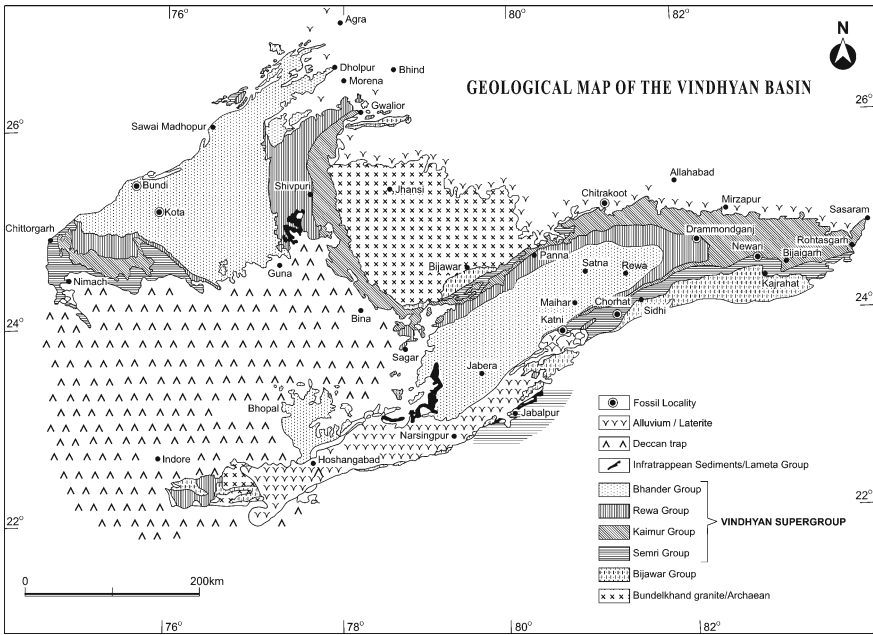 76° 80 82°
Agra
N
Dholpur Bhind
Morena
GEOLOGICAL MAP OF THE VINDHYAN BASIN
Gwalior
26° 26°
Sawai Madhopur
Allahabad
Bundi Shivpuri Jhansi Chitrakoot Mirzapur
Kota Sasaram
Chittorgarh Drammondganj
Newari Rohtasgarh
Panna Bijaigarh
Guna Bijawar Satna Rewa
Nimach Kajrahat
Maihar Chorhat Sidhi
Bina 24°
24° Katni
Sagar
Jabera
Bhopal Jabalpur
Narsingpur
Indore Hoshangabad
22° 22°
Fossil Locality
Alluvium / Laterite
Deccan trap
Infratrappean Sediments/Lameta Group
Bhander Group
Rewa Group
VINDHYAN SUPERGROUP
Kaimur Group
Semri Group
Bijawar Group
Bundelkhand granite/Archaean
0 200km
76° 78 80 82°